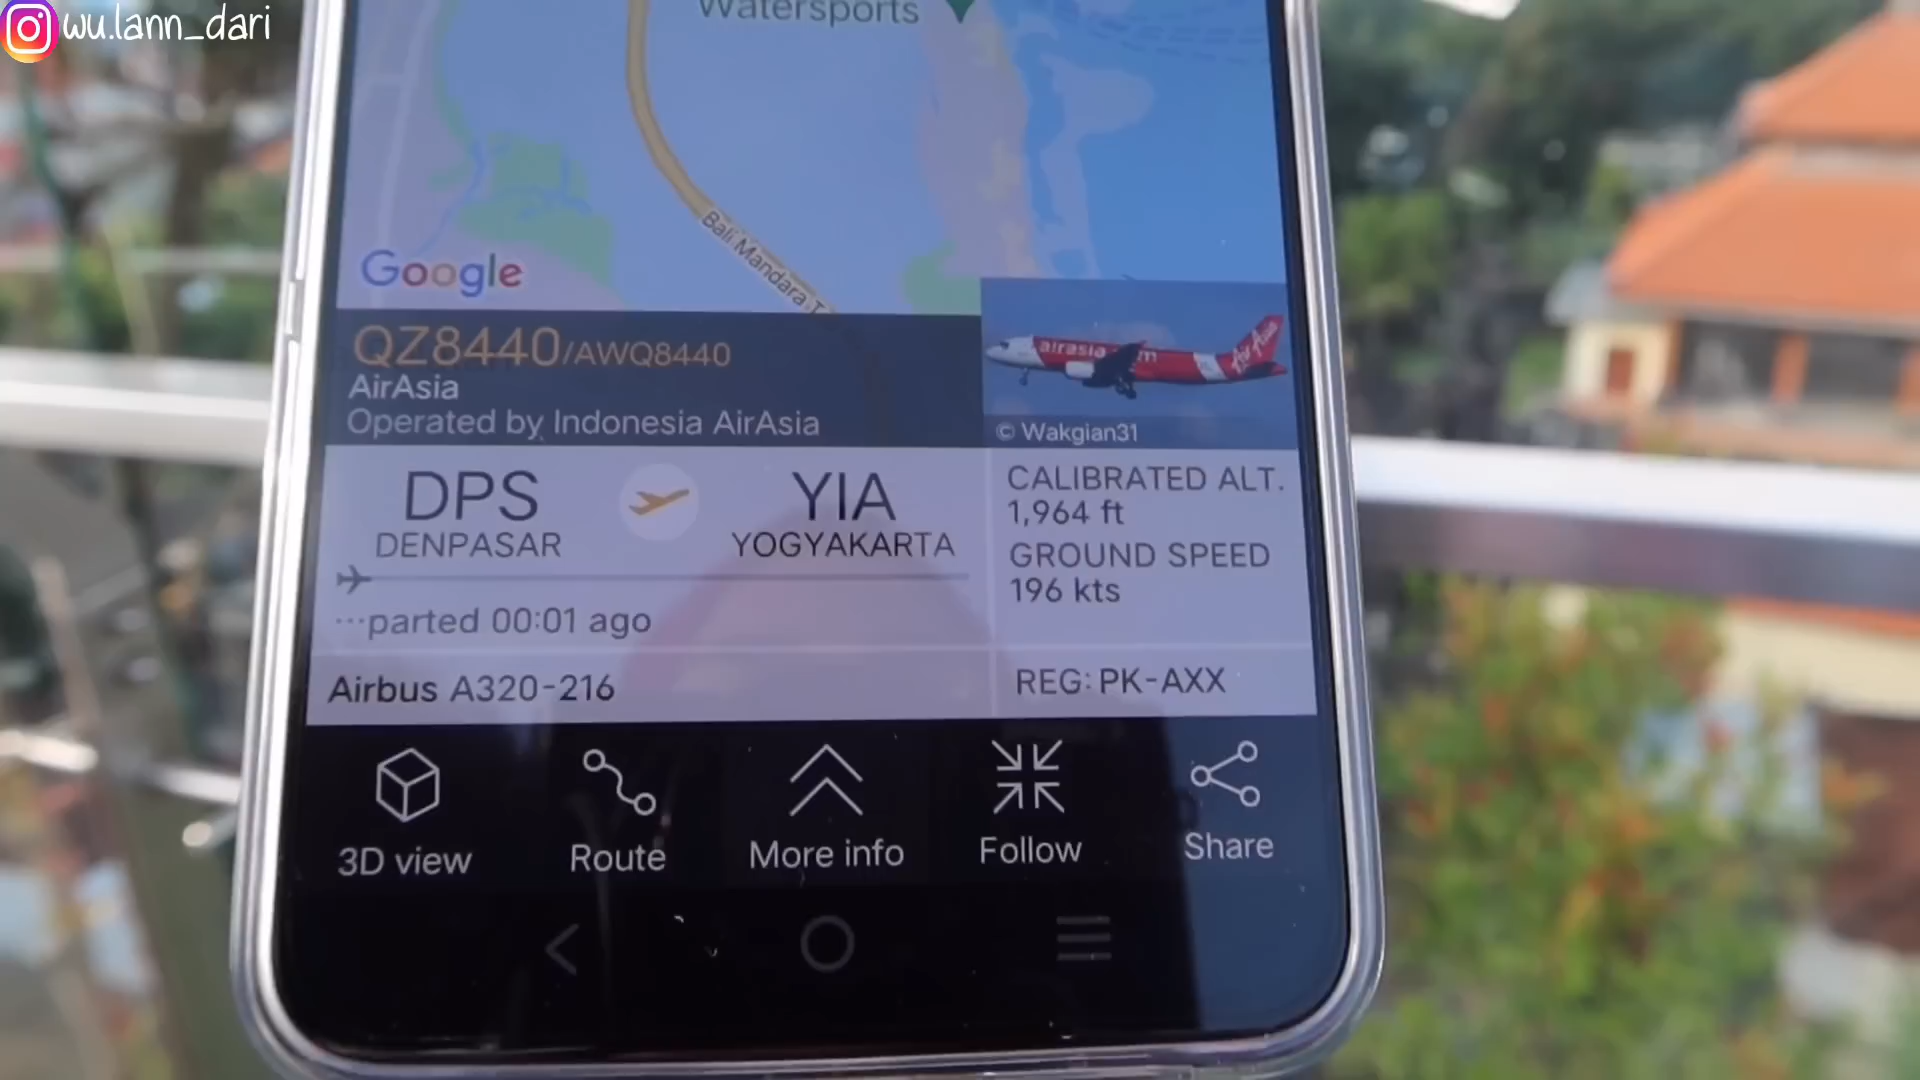 wu.lann_dari
Watersports
Bali Mandara T
Google
QZ8440/AWQ8440
AirAsia
Operated by Indonesia AirAsia
airasia
AirAsia
© Wakgian31
DPS
DENPASAR
YIA
YOGYAKARTA
CALIBRATED ALT.
1,964 ft
GROUND SPEED
196 kts
...parted 00:01 ago
Airbus A320-216
REG: PK-AXX
3D view
Route
More info
Follow
Share